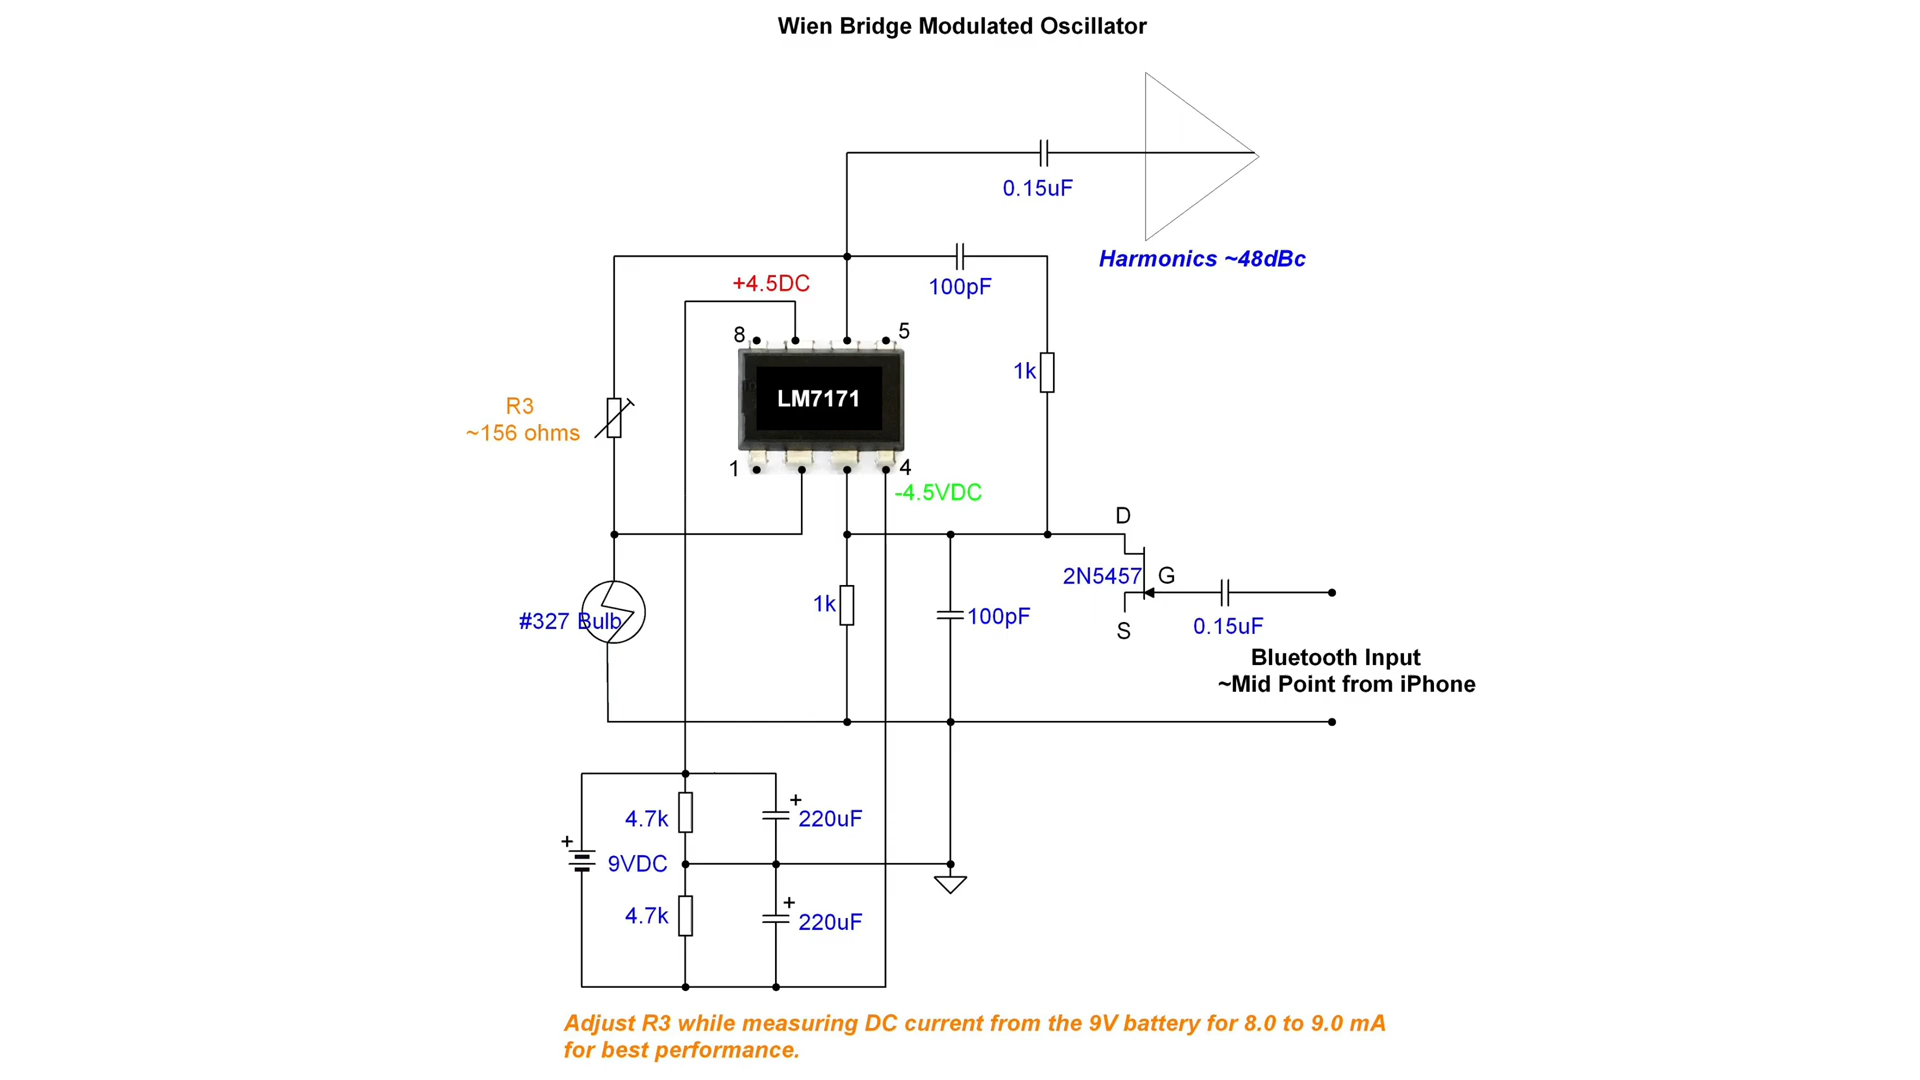 Wien Bridge Modulated Oscillator
0.15uF
Harmonics ~48dBc
100pF
+4.5DC
8
5
1k
LM7171
R3
~156 ohms
1
4
-4.5VDC
D
2N5457
G
S
0.15uF
1k
100pF
#327 Bulb
Bluetooth Input
~Mid Point from iPhone
+
4.7k
220uF
+
9VDC
+
4.7k
220uF
Adjust R3 while measuring DC current from the 9V battery for 8.0 to 9.0 mA
for best performance.